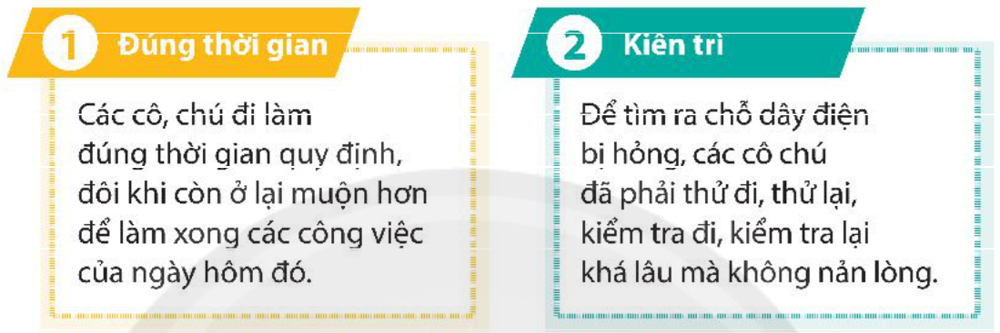 1 Đúng thời gian
Các cô, chú đi làm
đúng thời gian quy định,
đôi khi còn ở lại muộn hơn
để làm xong các công việc
của ngày hôm đó.
2 Kiên trì
Để tìm ra chỗ dây điện
bị hỏng, các cô chú
đã phải thử đi, thử lại,
kiểm tra đi, kiểm tra lại
khá lâu mà không nản lòng.